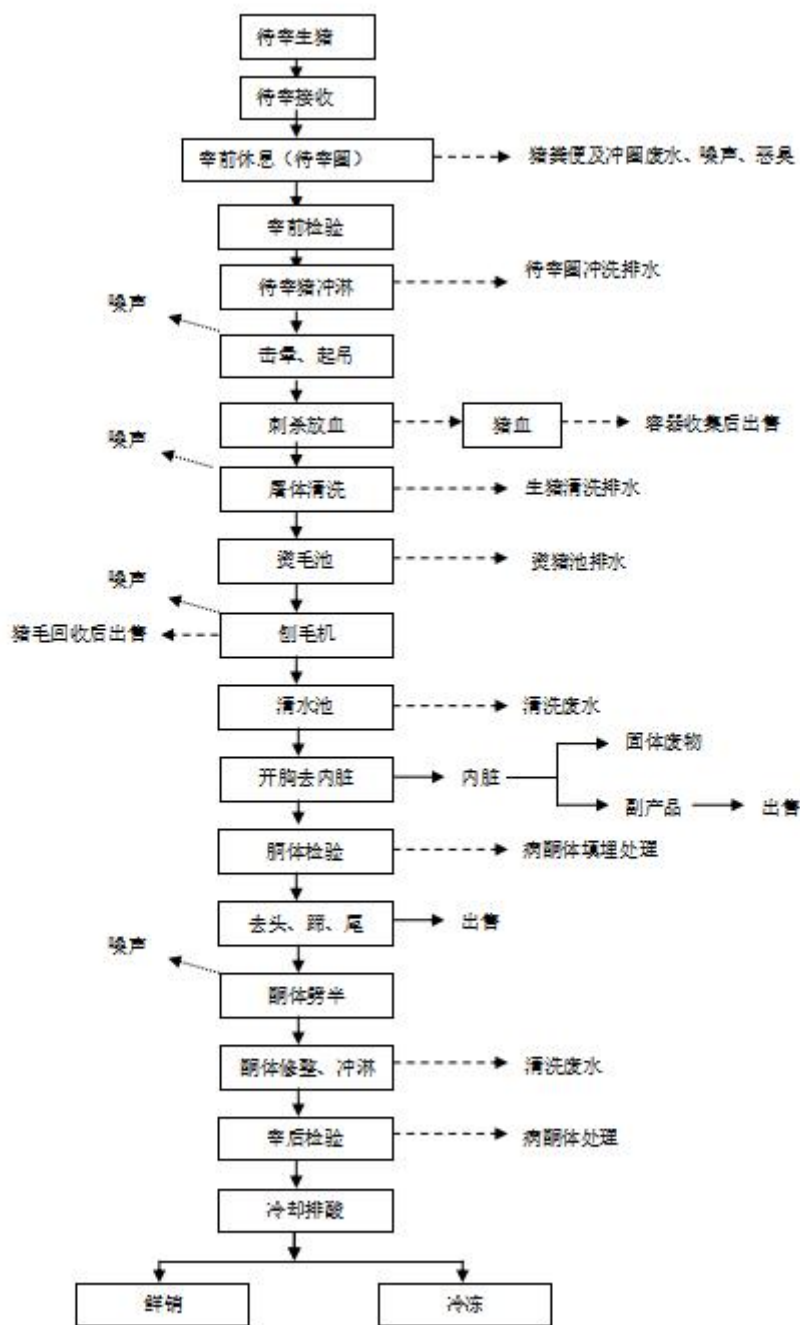 待宰生猪
待宰接收
宰前休息（待宰圈）
猪粪便及冲圈废水、噪声、恶臭
宰前检验
待宰猪冲淋
待宰圈冲洗排水
噪声
击晕、起吊
刺杀放血
猪血
容器收集后出售
噪声
屠体清洗
生猪清洗排水
烫毛池
烫猪池排水
噪声
刨毛机
猪毛回收后出售
清水池
清洗废水
固体废物
开胸去内脏
内脏
副产品
出售
胴体检验
病酮体填埋处理
去头、蹄、尾
出售
噪声
酮体劈半
酮体修整、冲淋
清洗废水
宰后检验
病酮体处理
冷却排酸
鲜销
冷冻